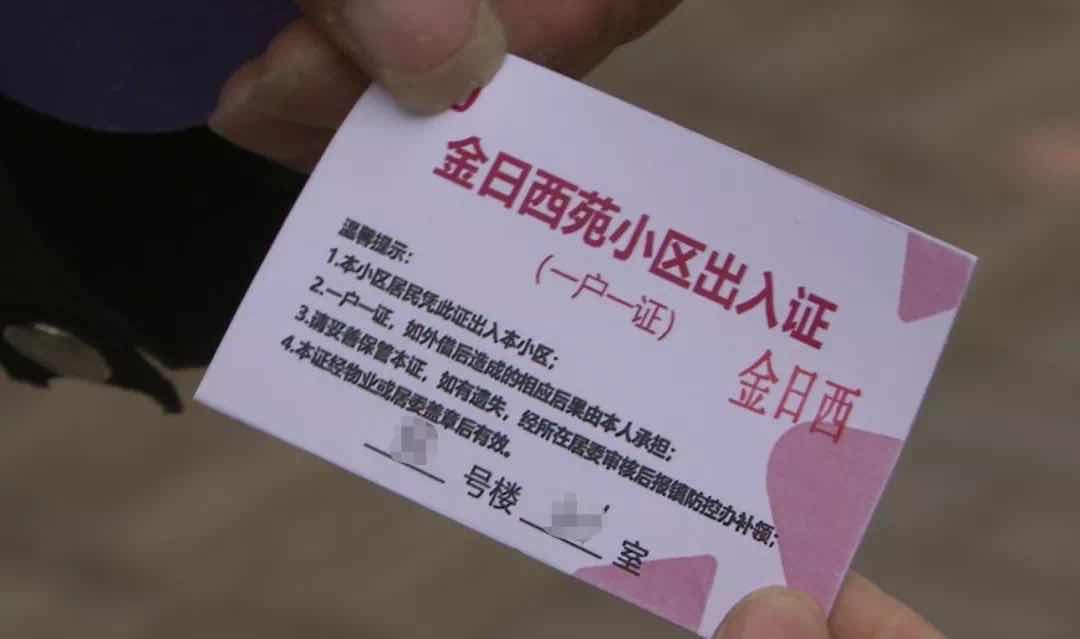 金日西苑小区出入证
（一户一证）
金日西
温馨提示：
1.本小区居民凭此证出入本小区；
2.一户一证，如外借后造成的相应后果由本人承担；
3.请妥善保管本证，如有遗失，经所在居委审核后报镇防控办补领；
4.本证经物业或居委盖章后有效。
号楼 室